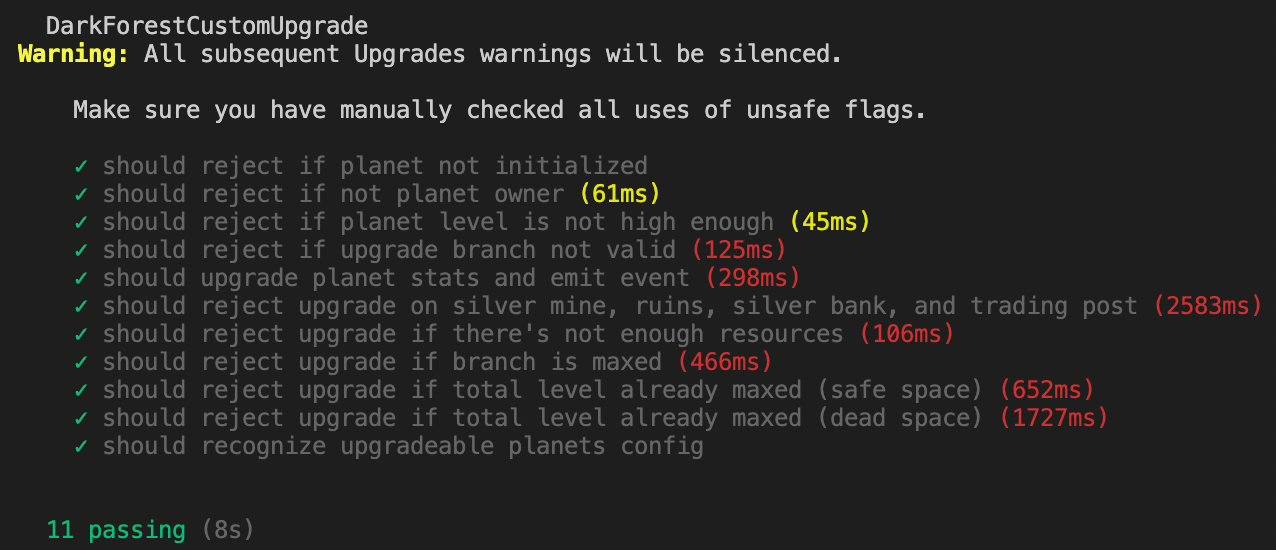 DarkForestCustomUpgrade
Warning: All subsequent Upgrades warnings will be silenced.
Make sure you have manually checked all uses of unsafe flags.
✓ should reject if planet not initialized
✓ should reject if not planet owner (61ms)
✓ should reject if planet level is not high enough (45ms)
✓ should reject if upgrade branch not valid (125ms)
✓ should upgrade planet stats and emit event (298ms)
✓ should reject upgrade on silver mine, ruins, silver bank, and trading post (2583ms)
✓ should reject upgrade if there's not enough resources (106ms)
✓ should reject upgrade if branch is maxed (466ms)
✓ should reject upgrade if total level already maxed (safe space) (652ms)
✓ should reject upgrade if total level already maxed (dead space) (1727ms)
✓ should recognize upgradeable planets config
11 passing (8s)